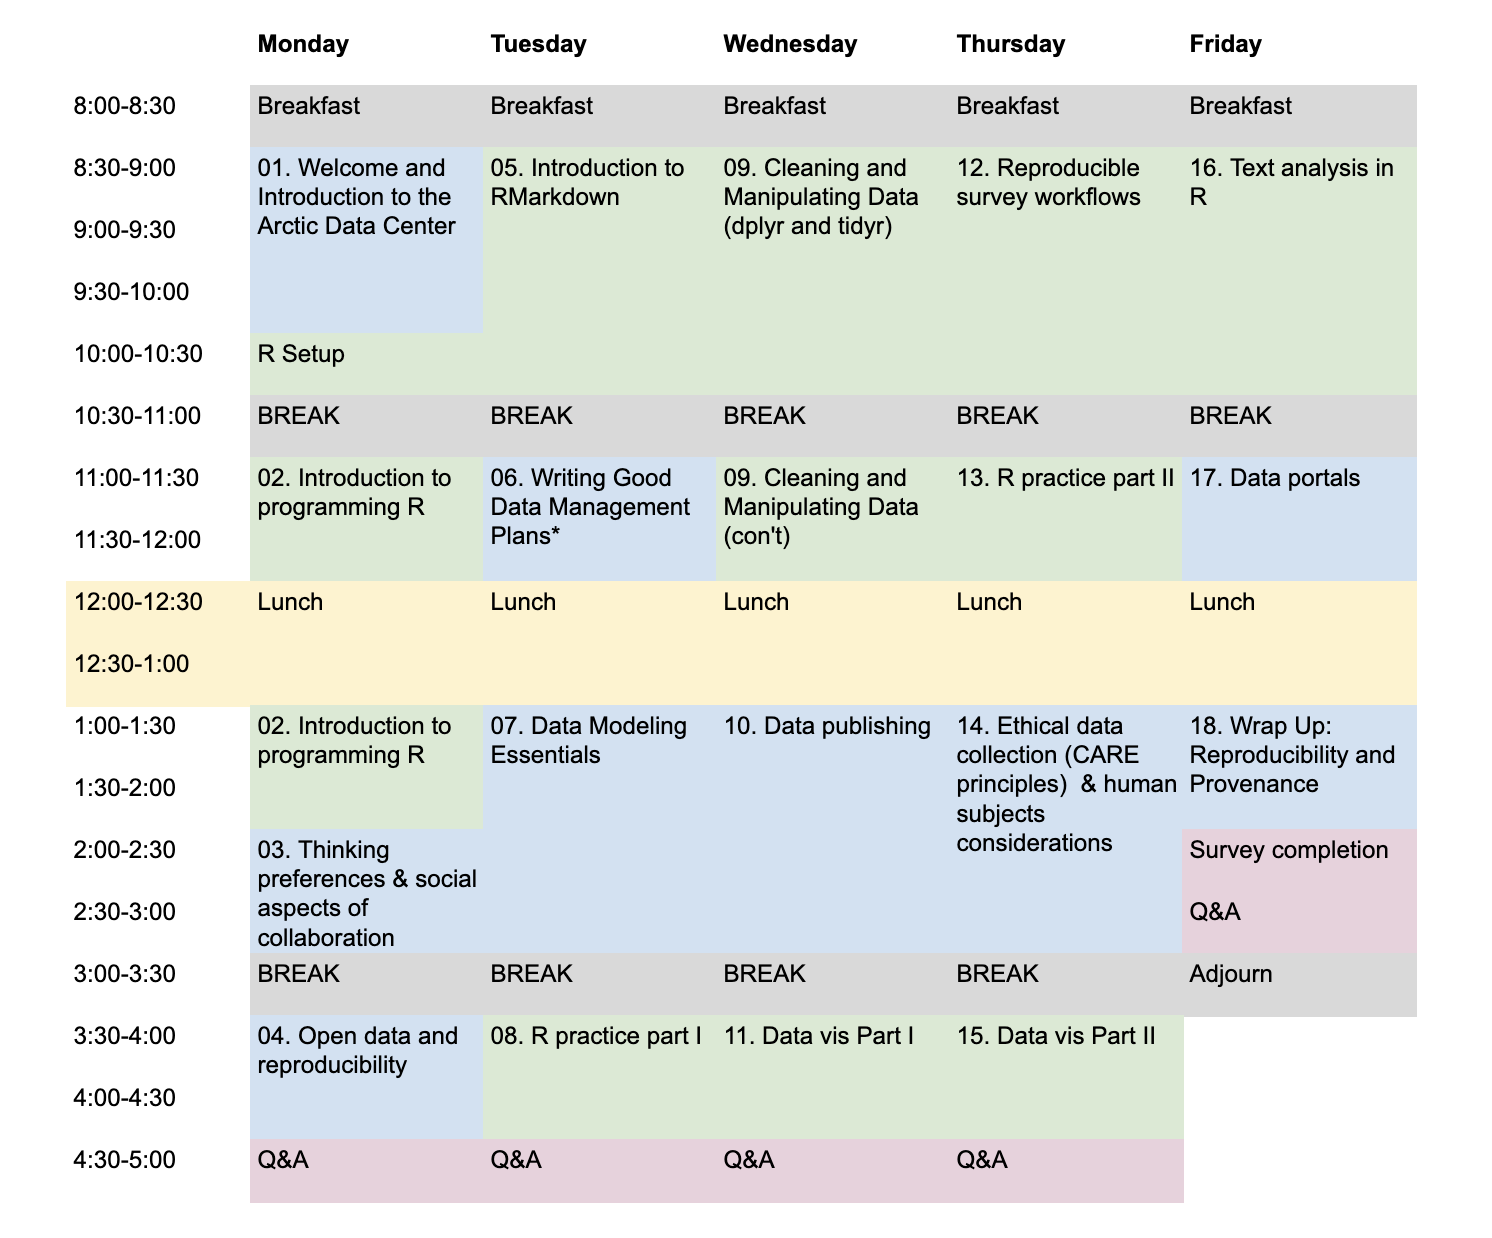 Monday Tuesday Wednesday Thursday Friday
8:00-8:30 Breakfast Breakfast Breakfast Breakfast Breakfast
8:30-9:00 01. Welcome and 05. Introduction to 09. Cleaning and 12. Reproducible 16. Text analysis in
Introduction to the RMarkdown Manipulating Data survey workflows R
9:00-9:30 Arctic Data Center (dplyr and tidyr)
9:30-10:00
10:00-10:30 R Setup
10:30-11:00 BREAK BREAK BREAK BREAK BREAK
11:00-11:30 02. Introduction to 06. Writing Good 09. Cleaning and 13. R practice part II 17. Data portals
programming R Data Management Manipulating Data
11:30-12:00 Plans* (con't)
12:00-12:30 Lunch Lunch Lunch Lunch Lunch
12:30-1:00
1:00-1:30 02. Introduction to 07. Data Modeling 10. Data publishing 14. Ethical data 18. Wrap Up:
programming R Essentials collection (CARE Reproducibility and
1:30-2:00 principles)  & human Provenance
subjects
2:00-2:30 03. Thinking considerations Survey completion
preferences & social
2:30-3:00 aspects of Q&A
collaboration
3:00-3:30 BREAK BREAK BREAK BREAK Adjourn
3:30-4:00 04. Open data and 08. R practice part I 11. Data vis Part I 15. Data vis Part II
reproducibility
4:00-4:30
4:30-5:00 Q&A Q&A Q&A Q&A